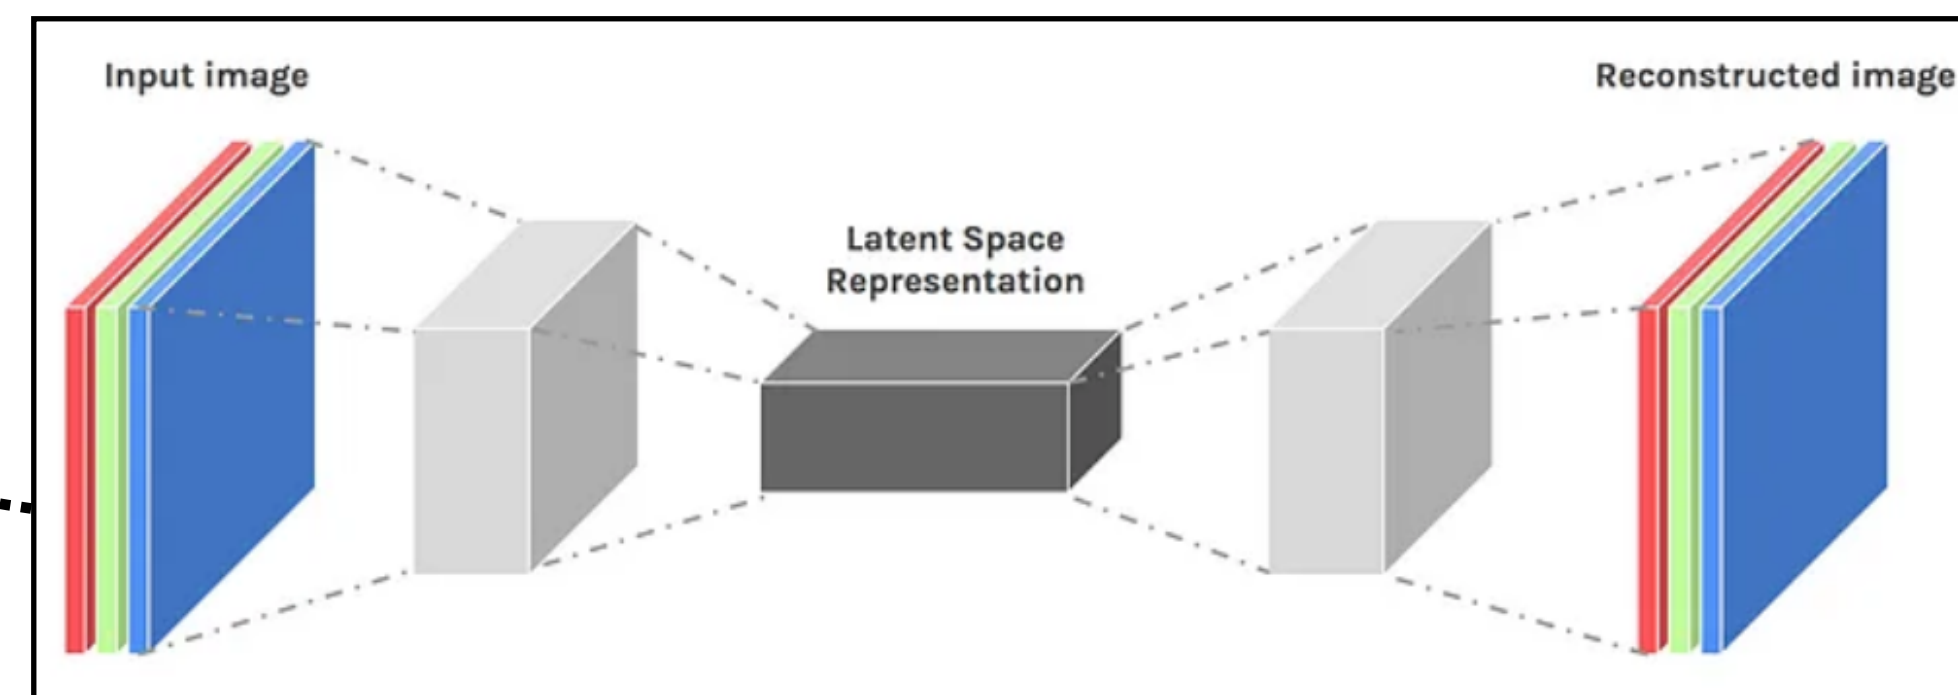 Input image
Reconstructed image
Latent Space
Representation